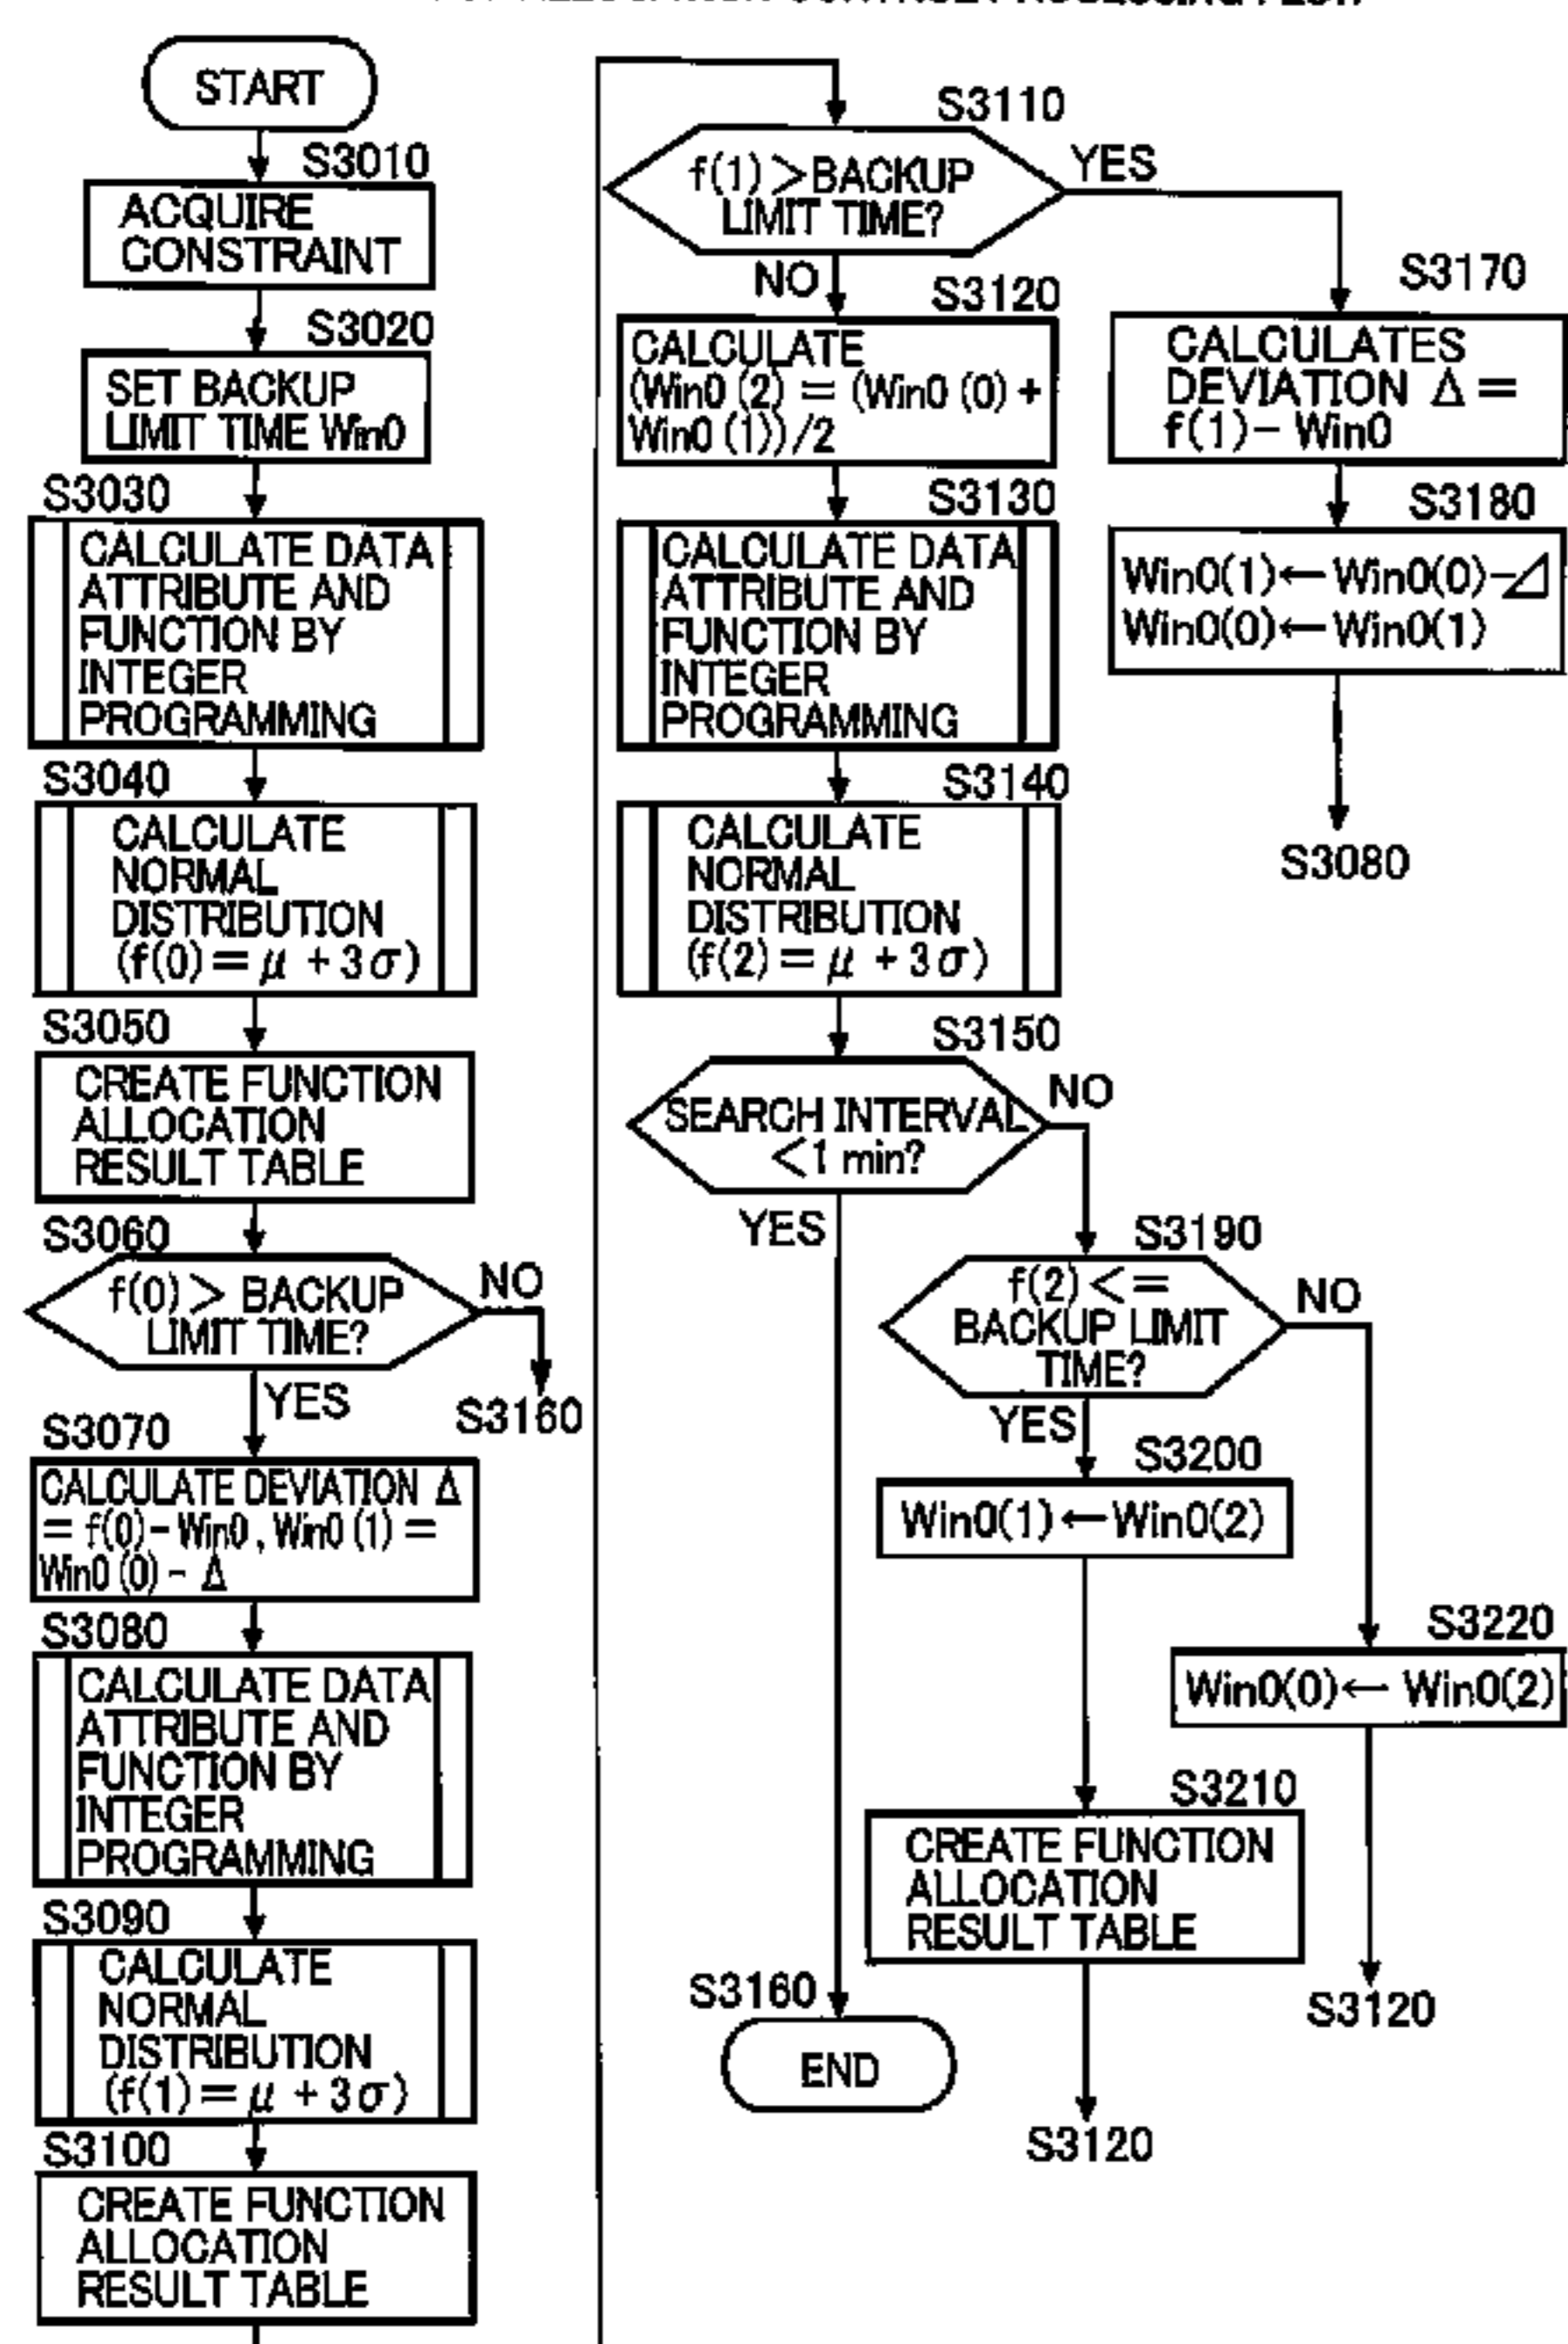 START
S3010
ACQUIRE
CONSTRAINT
S3020
SET BACKUP
LIMIT TIME Win0
S3030
CALCULATE DATA
ATTRIBUTE AND
FUNCTION BY
INTEGER
PROGRAMMING
S3040
CALCULATE
NORMAL
DISTRIBUTION
(f(0)＝μ + 3σ)
S3050
CREATE FUNCTION
ALLOCATION
RESULT TABLE
S3060
f(0)＞ BACKUP
LIMIT TIME?
NO
S3160
YES
S3070
CALCULATE DEVIATION Δ
＝ f(0)- Win0 , Win0 (1)＝
Win0 (0) - Δ
S3080
CALCULATE DATA
ATTRIBUTE AND
FUNCTION BY
INTEGER
PROGRAMMING
S3090
CALCULATE
NORMAL
DISTRIBUTION
(f(1)＝μ + 3σ)
S3100
CREATE FUNCTION
ALLOCATION
RESULT TABLE
S3110
f(1)＞BACKUP
LIMIT TIME?
YES
NO
S3120
CALCULATE
(Win0 (2) ＝ (Win0 (0) +
Win0 (1))/2
S3130
CALCULATE DATA
ATTRIBUTE AND
FUNCTION BY
INTEGER
PROGRAMMING
S3140
CALCULATE
NORMAL
DISTRIBUTION
(f(2)＝μ + 3σ)
S3150
SEARCH INTERVAL
＜1 min?
NO
YES
S3160
END
S3170
CALCULATES
DEVIATION Δ＝
f(1)- Win0
S3180
Win0(1)← Win0(0)-⊿
Win0(0)← Win0(1)
S3080
S3190
f(2)＜＝
BACKUP LIMIT
TIME?
NO
YES
S3200
Win0(1)←Win0(2)
S3210
CREATE FUNCTION
ALLOCATION
RESULT TABLE
S3120
S3220
Win0(0)← Win0(2)
S3120